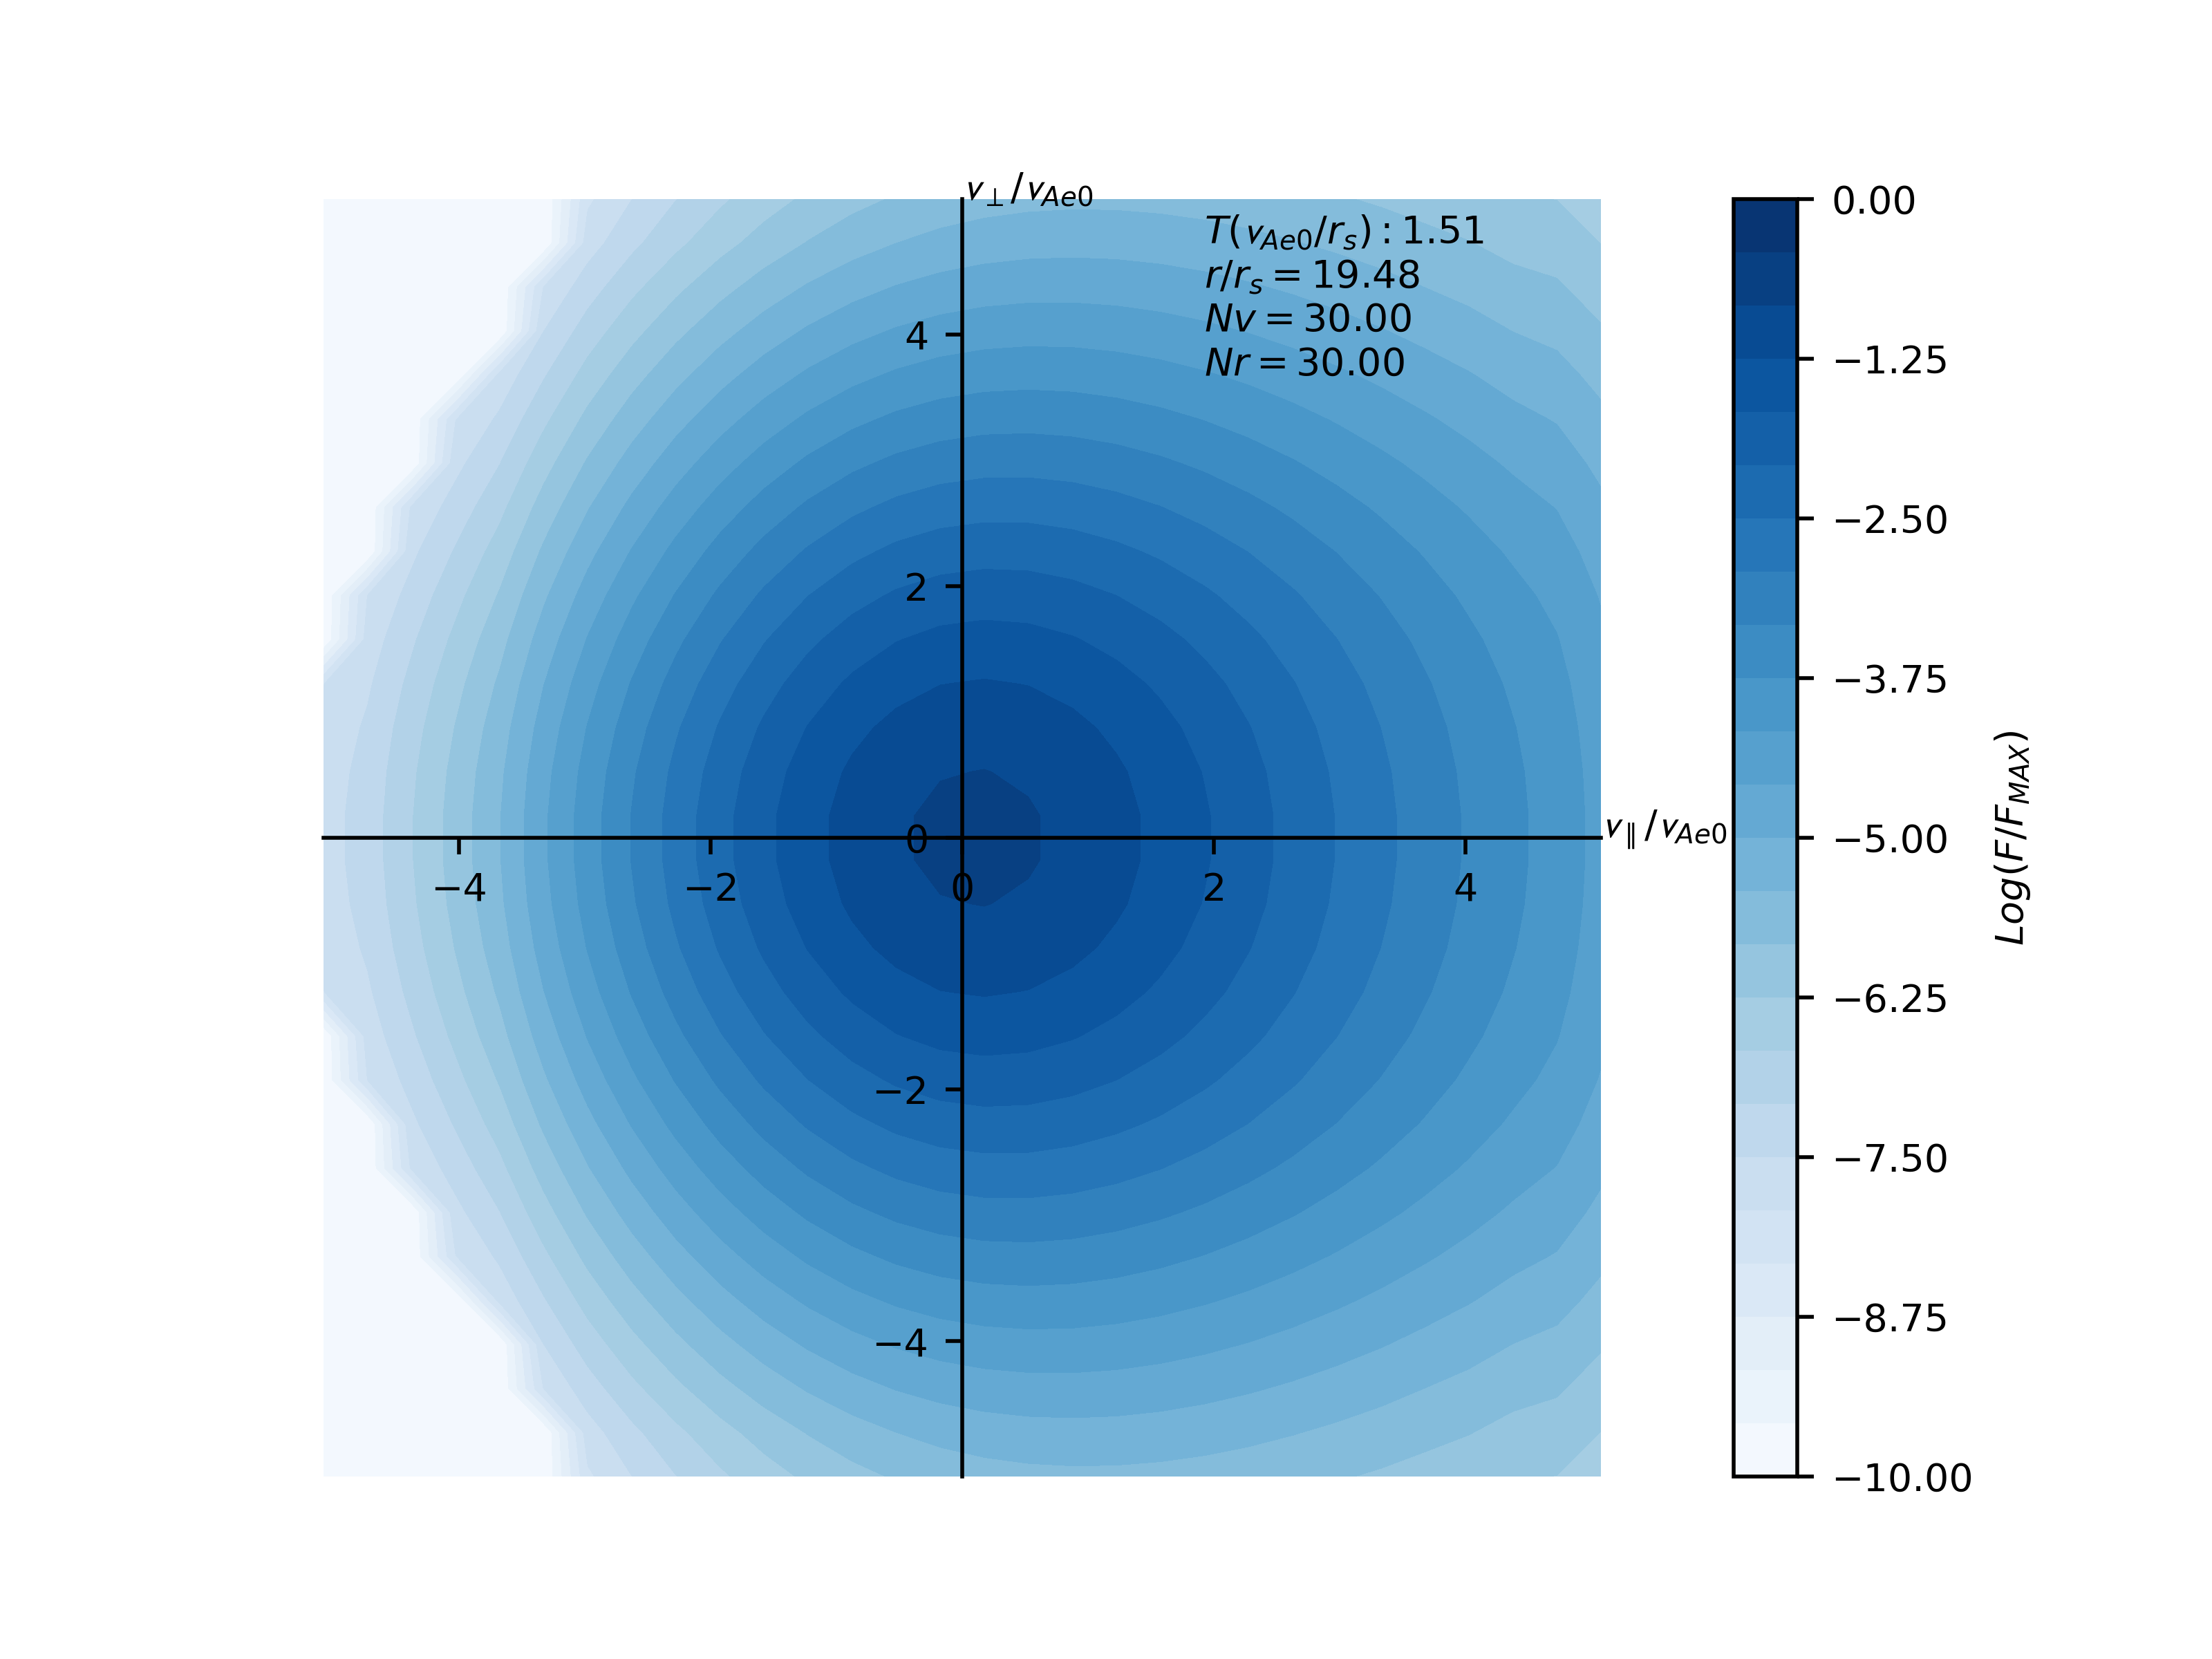 v⊥/vAe0
T(vAe0/rs) : 1.51
r/rs = 19.48
Nv = 30.00
Nr = 30.00
4
2
0
−2
−4
−4
−2
0
2
4
v∥/vAe0
0.00
−1.25
−2.50
−3.75
−5.00
−6.25
−7.50
−8.75
−10.00
Log(F/FMAX)